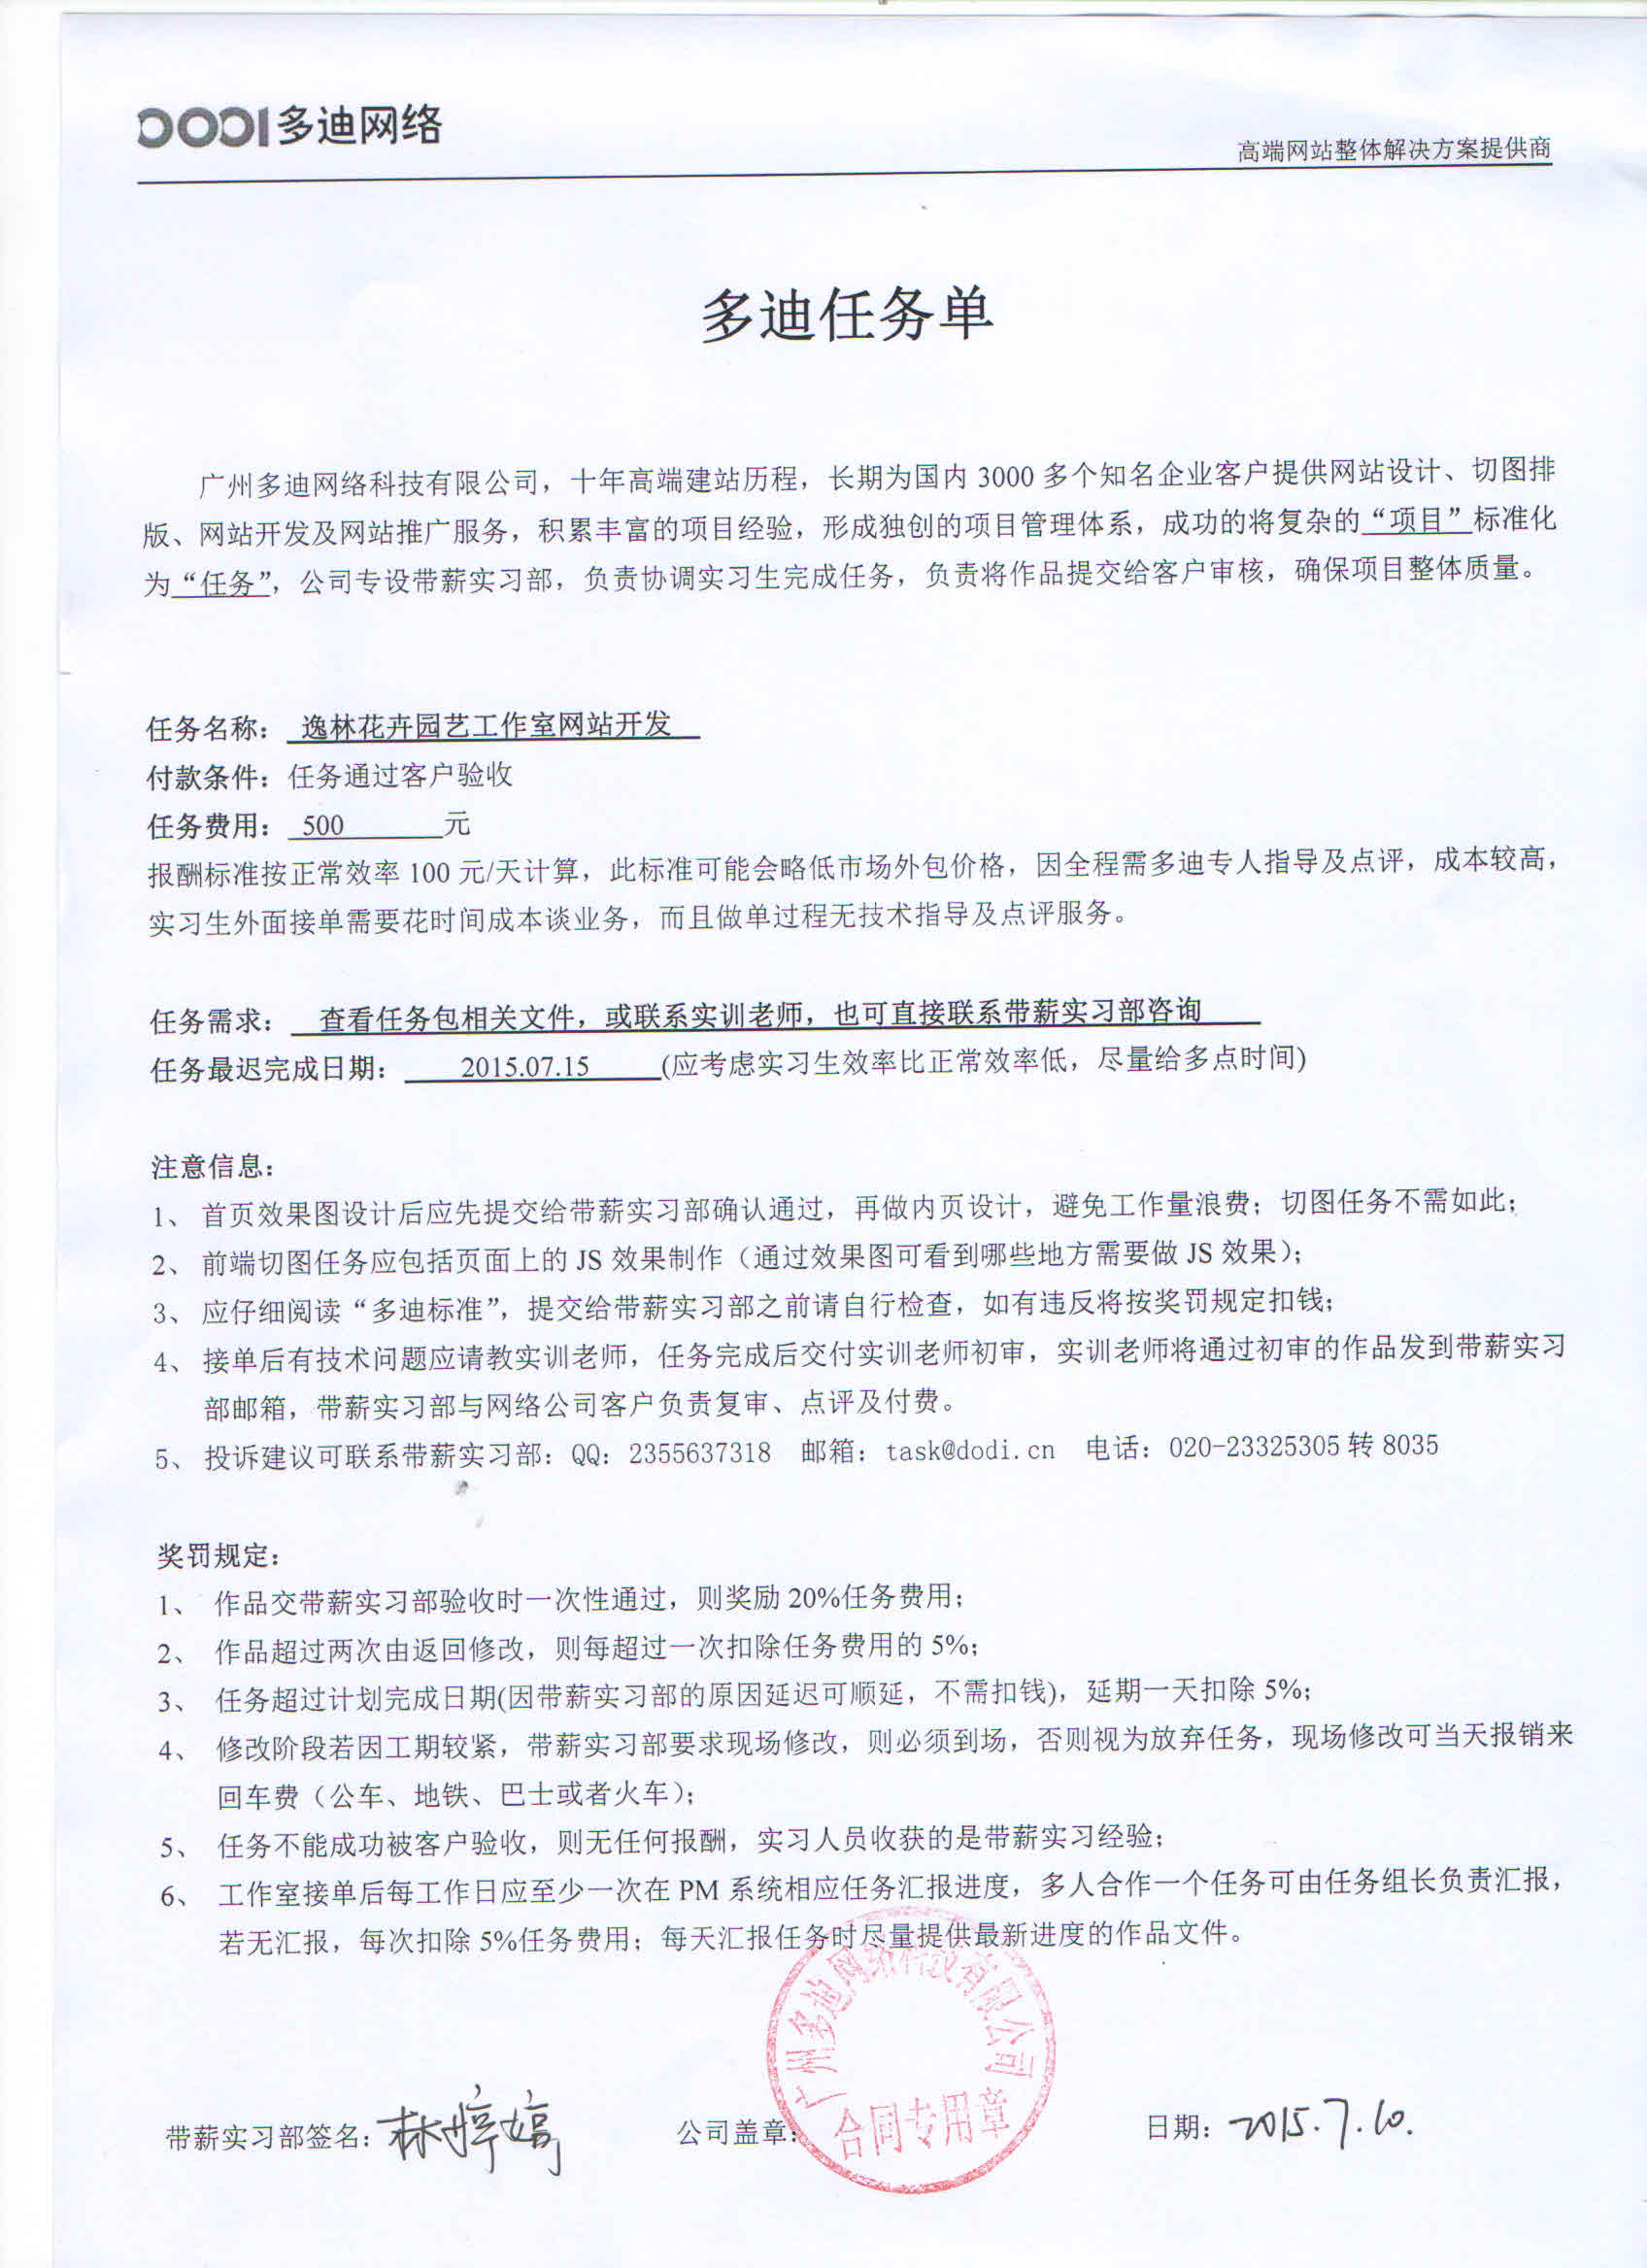 DODI多迪网络
高端网站整体解决方案提供商
多迪任务单
广州多迪网络科技有限公司，十年高端建站历程，长期为国内 3000 多个知名企业客户提供网站设计、切图排
版、网站开发及网站推广服务，积累丰富的项目经验，形成独创的项目管理体系，成功的将复杂的“项目”标准化
为“任务”，公司专设带薪实习部，负责协调实习生完成任务，负责将作品提交给客户审核，确保项目整体质量。
任务名称： 逸林花卉园艺工作室网站开发
付款条件：任务通过客户验收
任务费用： 500 元
报酬标准按正常效率 100 元/天计算，此标准可能会略低市场外包价格，因全程需多迪专人指导及点评，成本较高，
实习生外面接单需要花时间成本谈业务，而且做单过程无技术指导及点评服务。
任务需求： 查看任务包相关文件，或联系实训老师，也可直接联系带薪实习部咨询
任务最迟完成日期： 2015.07.15 (应考虑实习生效率比正常效率低，尽量给多点时间)
注意信息：
1、 首页效果图设计后应先提交给带薪实习部确认通过，再做内页设计，避免工作量浪费；切图任务不需如此；
2、 前端切图任务应包括页面上的 JS 效果制作（通过效果图可看到哪些地方需要做 JS 效果）；
3、 应仔细阅读“多迪标准”，提交给带薪实习部之前请自行检查，如有违反将按奖罚规定扣钱；
4、 接单后有技术问题应请教实训老师，任务完成后交付实训老师初审，实训老师将通过初审的作品发到带薪实习
部邮箱，带薪实习部与网络公司客户负责复审、点评及付费。
5、 投诉建议可联系带薪实习部：QQ：2355637318 邮箱：task@dodi.cn 电话：020-23325305 转 8035
奖罚规定：
1、 作品交带薪实习部验收时一次性通过，则奖励 20%任务费用；
2、 作品超过两次由返回修改，则每超过一次扣除任务费用的 5%；
3、 任务超过计划完成日期(因带薪实习部的原因延迟可顺延，不需扣钱)，延期一天扣除 5%；
4、 修改阶段若因工期较紧，带薪实习部要求现场修改，则必须到场，否则视为放弃任务，现场修改可当天报销来
回车费（公车、地铁、巴士或者火车）；
5、 任务不能成功被客户验收，则无任何报酬，实习人员收获的是带薪实习经验；
6、 工作室接单后每工作日应至少一次在 PM 系统相应任务汇报进度，多人合作一个任务可由任务组长负责汇报，
若无汇报，每次扣除 5%任务费用；每天汇报任务时尽量提供最新进度的作品文件。
广州多迪网络科技有限公司
合同专用章
带薪实习部签名：林婷婷 公司盖章： 日期：2015.7.10.